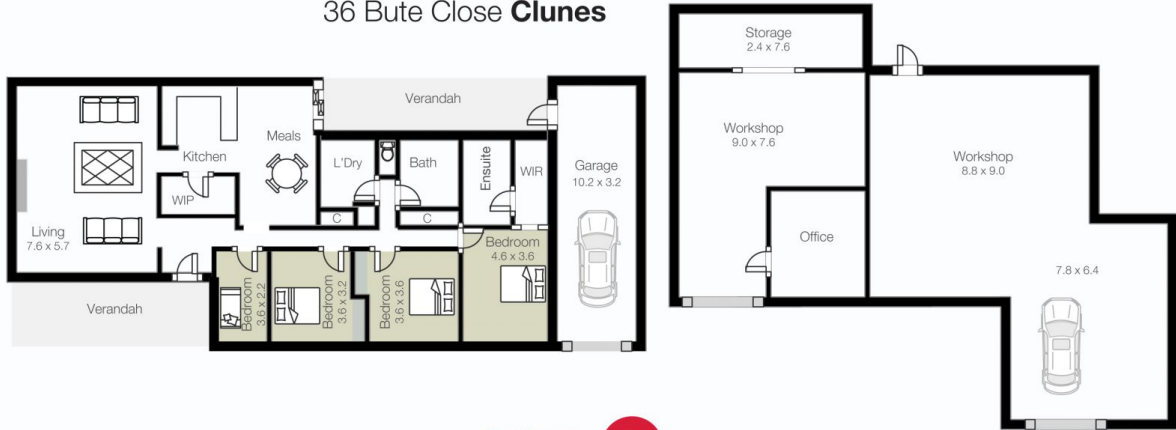 36 Bute Close Clunes
Verandah
Meals
Kitchen
WIP
Living
7.6 x 5.7
L'Dry
Bath
Ensuite
WIR
C
C
Garage
10.2 x 3.2
Bedroom
4.6 x 3.6
Bedroom
3.6 x 2.2
Bedroom
3.6 x 3.2
Bedroom
3.6 x 3.6
Verandah
Storage
2.4 x 7.6
Workshop
9.0 x 7.6
Office
Workshop
8.8 x 9.0
7.8 x 6.4